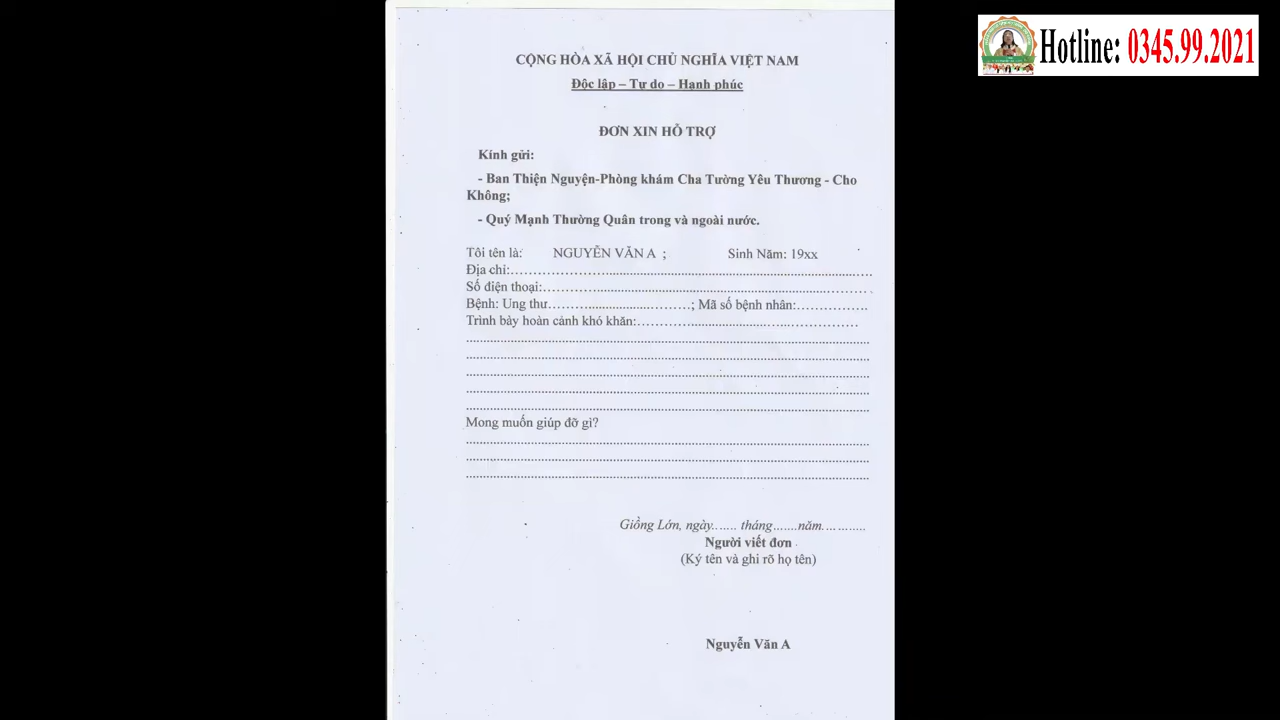 CỘNG HÒA XÃ HỘI CHỦ NGHĨA VIỆT NAM
Độc lập – Tự do – Hạnh phúc
ĐƠN XIN HỖ TRỢ
Kính gửi:
- Ban Thiện Nguyện-Phòng khám Cha Tường Yêu Thương - Cho
Không;
- Quý Mạnh Thường Quân trong và ngoài nước.
Tôi tên là: NGUYỄN VĂN A ; Sinh Năm: 19xx
Địa chỉ:........................................................................
Số điện thoại:........................................................................
Bệnh: Ung thư....................................; Mã số bệnh nhân:..................
Trình bày hoàn cảnh khó khăn:......................................................
Mong muốn giúp đỡ gì?
Giồng Lớn, ngày....... tháng.......năm............
Người viết đơn
(Ký tên và ghi rõ họ tên)
Nguyễn Văn A
Hotline: 0345.99.2021